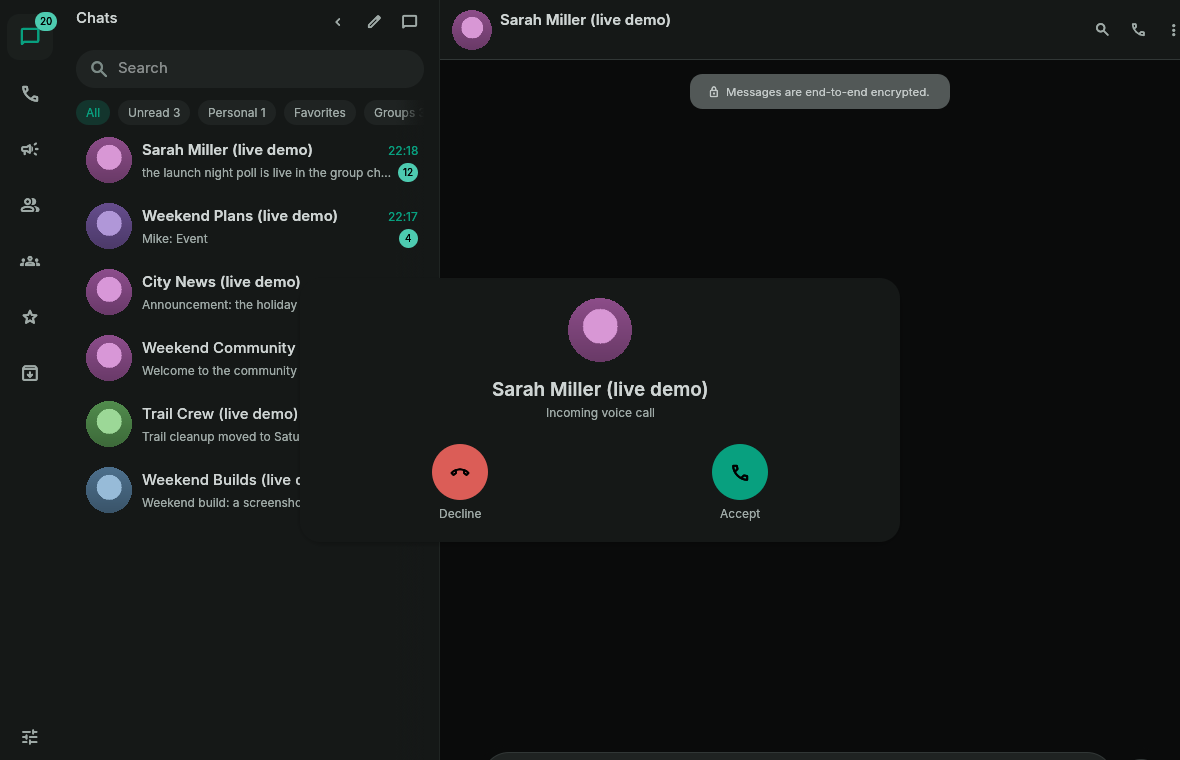 20
Chats
Search
All
Unread 3
Personal 1
Favorites
Groups
Sarah Miller (live demo)
22:18
the launch night poll is live in the group ch...
12
Weekend Plans (live demo)
22:17
Mike: Event
4
City News (live demo)
Announcement: the holiday
Weekend Community
Welcome to the community
Trail Crew (live demo)
Trail cleanup moved to Satu
Weekend Builds (live
Weekend build: a screensho
Sarah Miller (live demo)
Messages are end-to-end encrypted.
Sarah Miller (live demo)
Incoming voice call
Decline
Accept